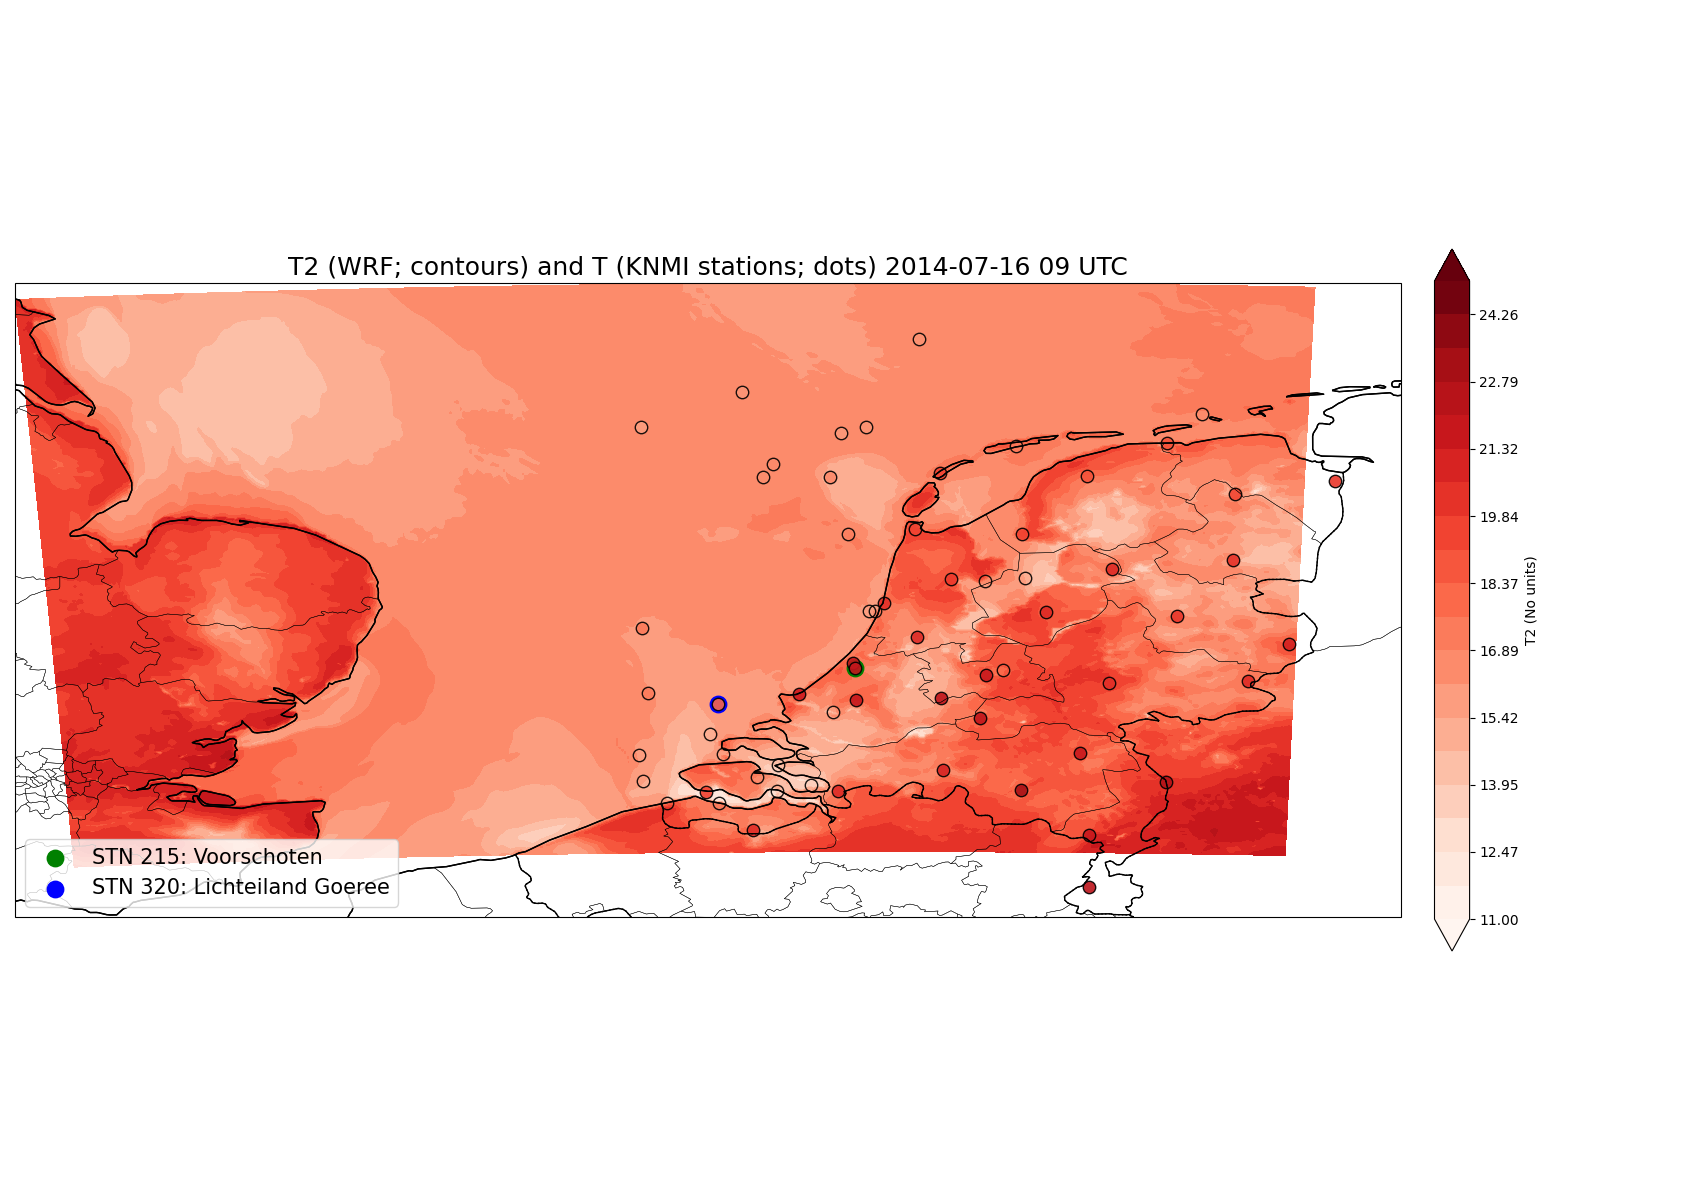 T2 (WRF; contours) and T (KNMI stations; dots) 2014-07-16 09 UTC
24.26
22.79
21.32
19.84
18.37
16.89
15.42
13.95
12.47
11.00
T2 (No units)
STN 215: Voorschoten
STN 320: Lichteiland Goeree